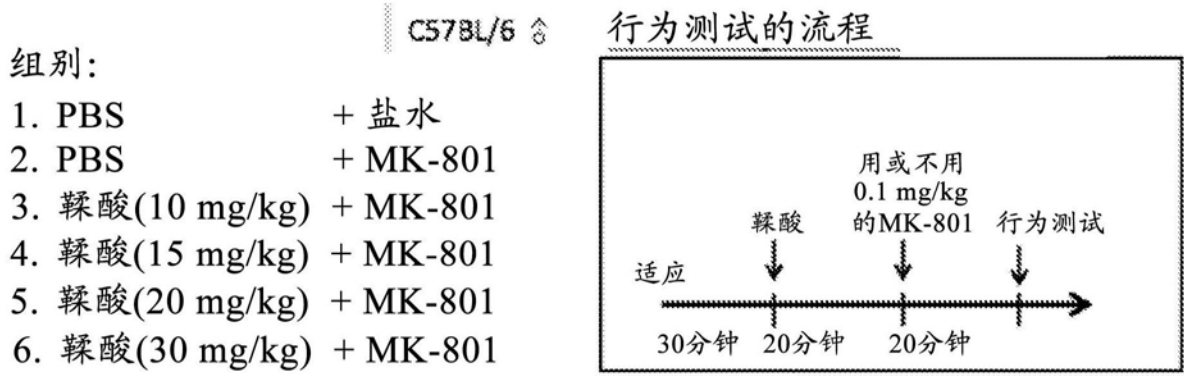 C57BL/6 ♂
组别:
1. PBS + 盐水
2. PBS + MK-801
3. 鞣酸(10 mg/kg) + MK-801
4. 鞣酸(15 mg/kg) + MK-801
5. 鞣酸(20 mg/kg) + MK-801
6. 鞣酸(30 mg/kg) + MK-801
行为测试的流程
用或不用
0.1 mg/kg
的MK-801
鞣酸
行为测试
适应
30分钟 20分钟 20分钟